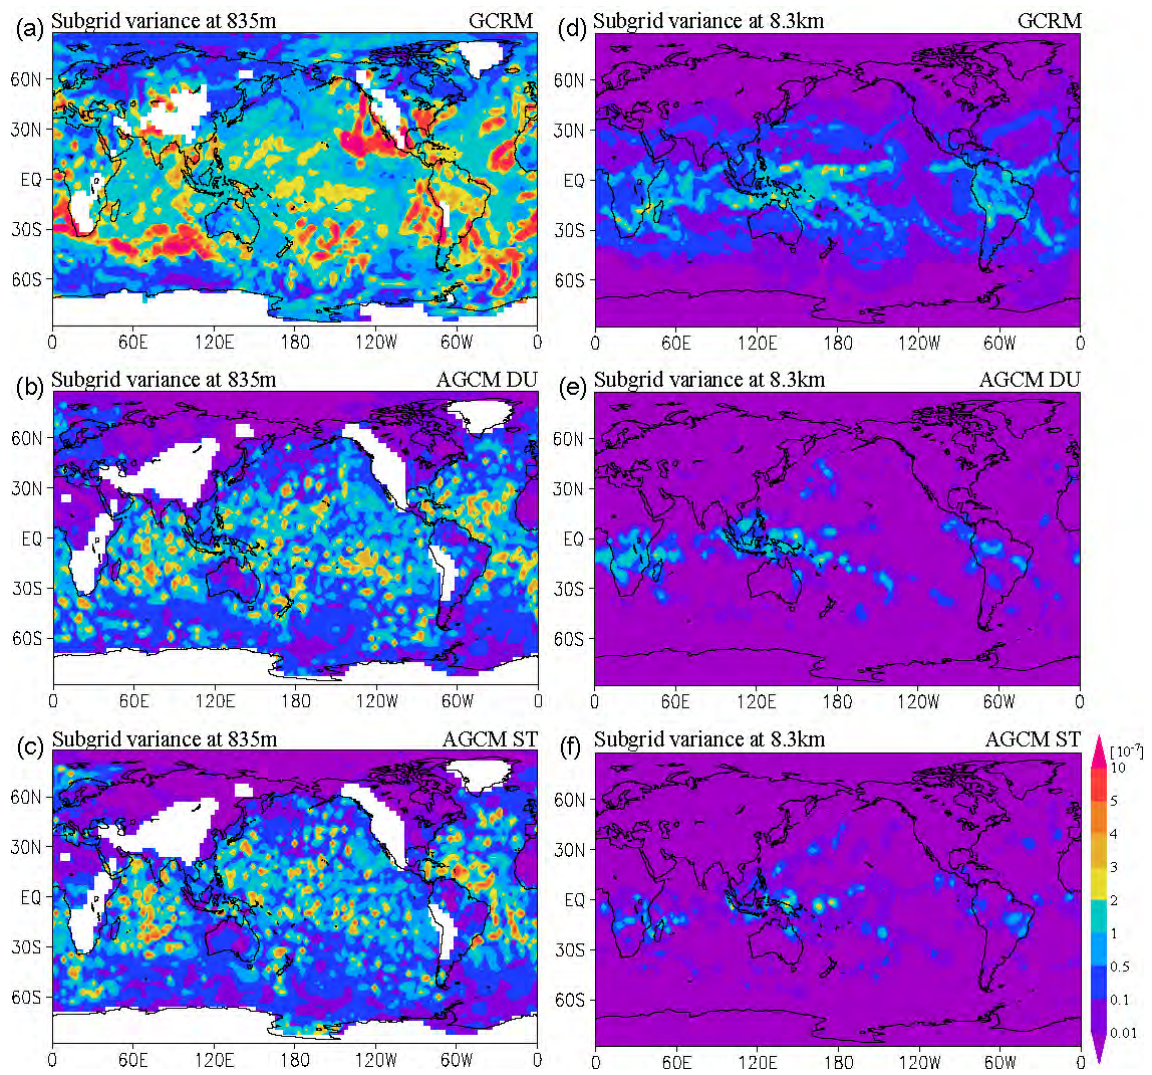 (a) Subgrid variance at 835m GCRM
60N
30N
EQ
30S
60S
0 60E 120E 180 120W 60W 0
(d) Subgrid variance at 8.3km GCRM
60N
30N
EQ
30S
60S
0 60E 120E 180 120W 60W 0
(b) Subgrid variance at 835m AGCM DU
60N
30N
EQ
30S
60S
0 60E 120E 180 120W 60W 0
(e) Subgrid variance at 8.3km AGCM DU
60N
30N
EQ
30S
60S
0 60E 120E 180 120W 60W 0
(c) Subgrid variance at 835m AGCM ST
60N
30N
EQ
30S
60S
0 60E 120E 180 120W 60W 0
(f) Subgrid variance at 8.3km AGCM ST
60N
30N
EQ
30S
60S
0 60E 120E 180 120W 60W 0
[10⁻⁷]
10
5
4
3
2
1
0.5
0.1
0.01